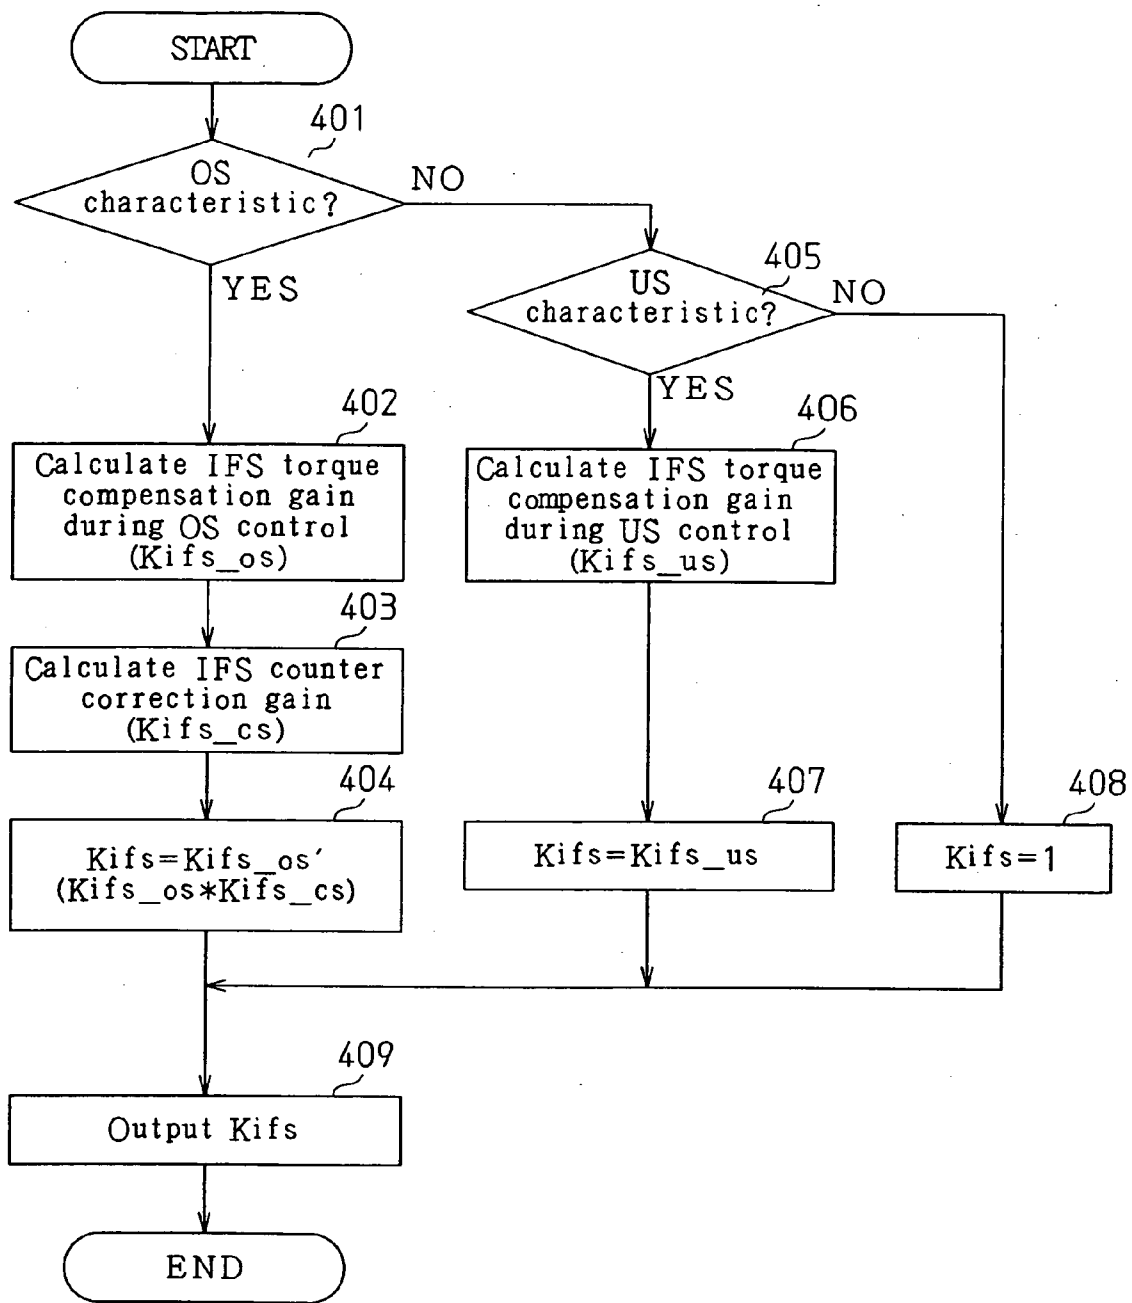 START
401
OS
characteristic?
NO
YES
405
US
characteristic?
NO
YES
402
Calculate IFS torque
compensation gain
during OS control
(Kifs_os)
406
Calculate IFS torque
compensation gain
during US control
(Kifs_us)
403
Calculate IFS counter
correction gain
(Kifs_cs)
404
Kifs=Kifs_os′
(Kifs_os*Kifs_cs)
407
Kifs=Kifs_us
408
Kifs=1
409
Output Kifs
END